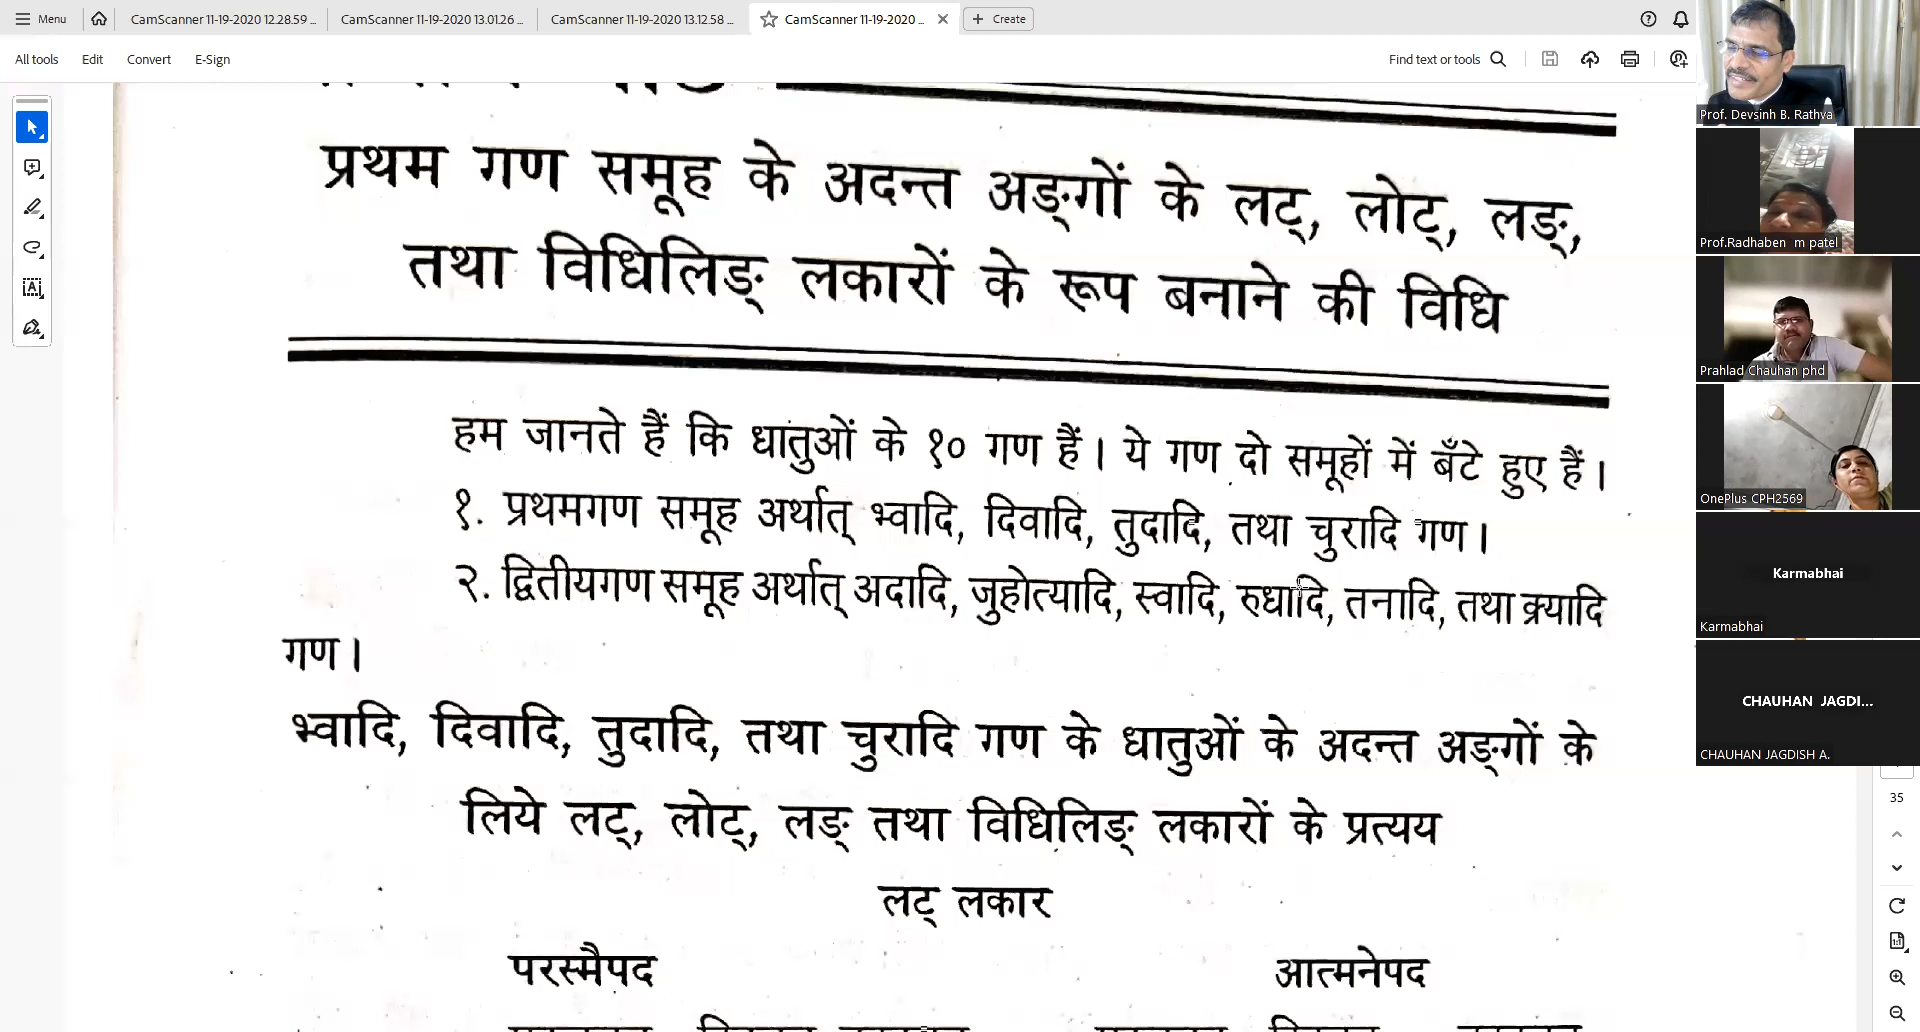 Menu
CamScanner 11-19-2020 12.28.59 ...
CamScanner 11-19-2020 13.01.26 ...
CamScanner 11-19-2020 13.12.58 ...
CamScanner 11-19-2020 ...
Create
All tools
Edit
Convert
E-Sign
Find text or tools
प्रथम गण समूह के अदन्त अङ्गों के लट्, लोट्, लङ्,
तथा विधिलिङ् लकारों के रूप बनाने की विधि
हम जानते हैं कि धातुओं के १० गण हैं। ये गण दो समूहों में बँटे हुए हैं।
१. प्रथमगण समूह अर्थात् भ्वादि, दिवादि, तुदादि, तथा चुरादि गण।
२. द्वितीयगण समूह अर्थात् अदादि, जुहोत्यादि, स्वादि, रुधादि, तनादि, तथा क्र्यादि
गण।
भ्वादि, दिवादि, तुदादि, तथा चुरादि गण के धातुओं के अदन्त अङ्गों के
लिये लट्, लोट्, लङ् तथा विधिलिङ् लकारों के प्रत्यय
लट् लकार
परस्मैपद
आत्मनेपद
Prof. Devsinh B. Rathva
Prof.Radhaben m patel
Prahlad Chauhan phd
OnePlus CPH2569
Karmabhai
Karmabhai
CHAUHAN JAGDI...
CHAUHAN JAGDISH A.
35